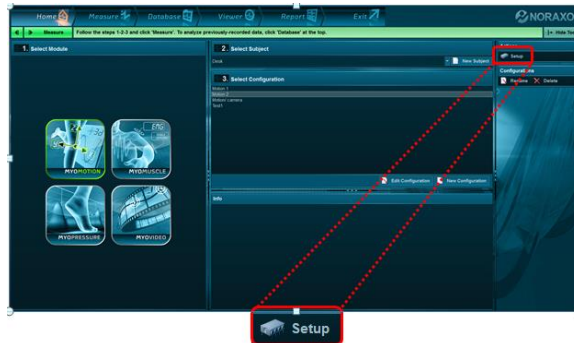 Home Measure Database Viewer Report Exit
NORAXO
Measure Follow the steps 1-2-3 and click 'Measure'. To analyze previously-recorded data, click 'Database' at the top. Hide
1. Select Module
2. Select Subject
New Subject
Setup
3. Select Configuration
Configurations
Rename Delete
Motion 1
Motion 2
Motion/ camera
Test1
EMG
MYOMOTION MYOMUSCLE
Edit Configuration New Configuration
Info
MYOPRESSURE MYOVIDEO
Setup